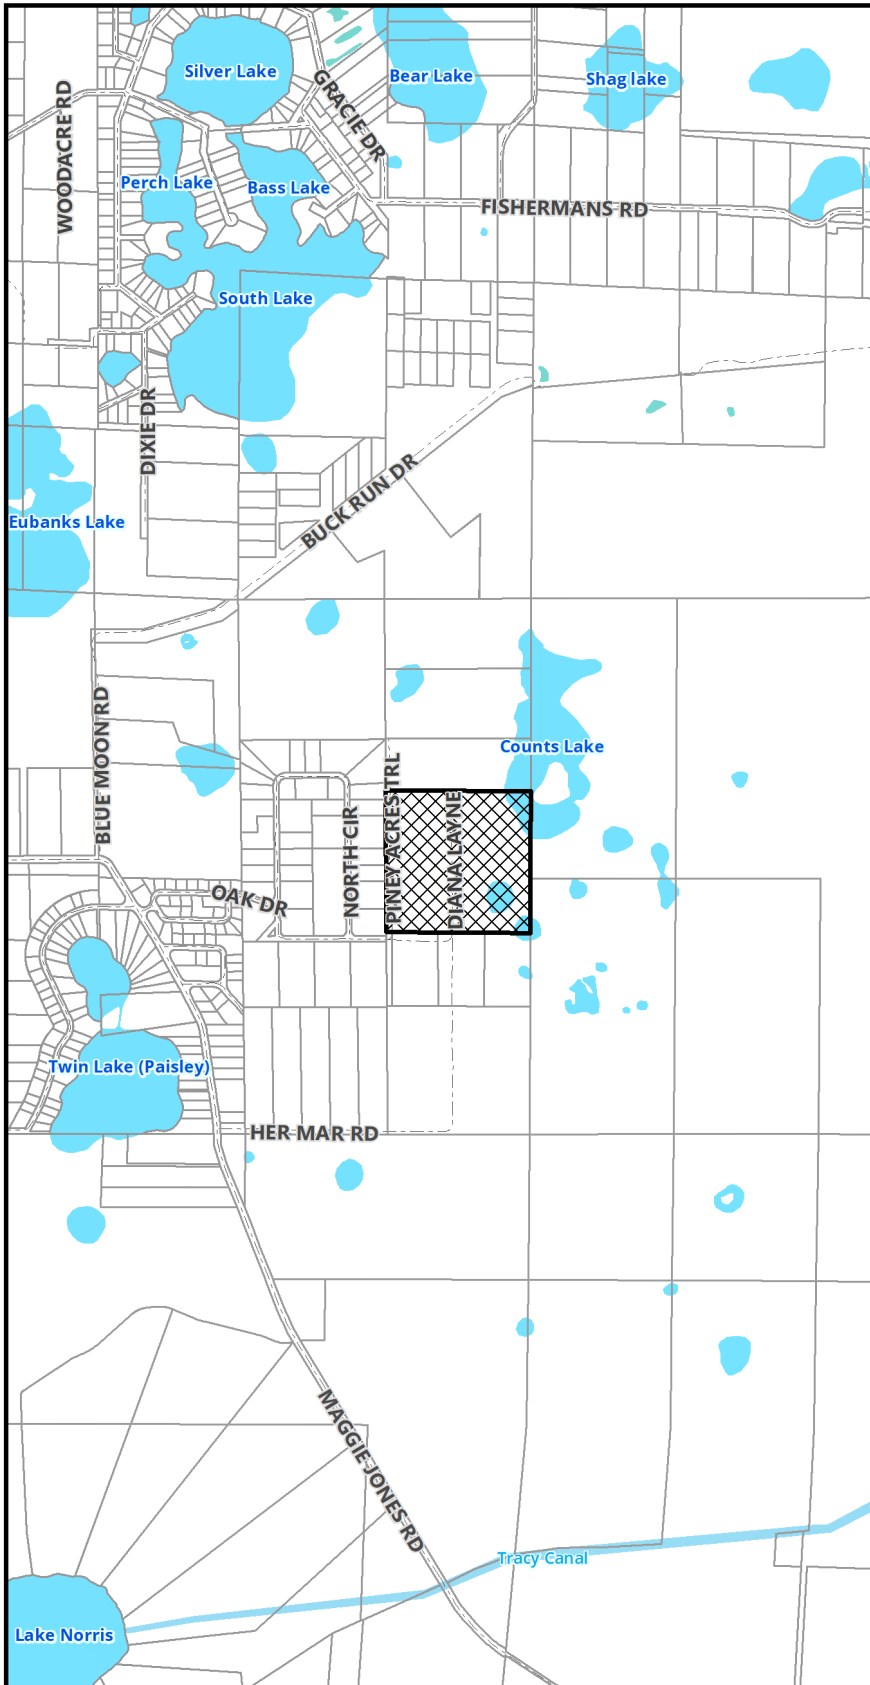 Silver Lake
Bear Lake
Shag lake
GRACIE DR
WOODACRE RD
Perch Lake
Bass Lake
FISHERMANS RD
South Lake
DIXIE DR
BUCK RUN DR
Eubanks Lake
BLUE MOON RD
Counts Lake
PINEY ACRES TRL
NORTH CIR
DIANA LAYNE
OAK DR
Twin Lake (Paisley)
HER MAR RD
MAGGIE JONES RD
Tracy Canal
Lake Norris